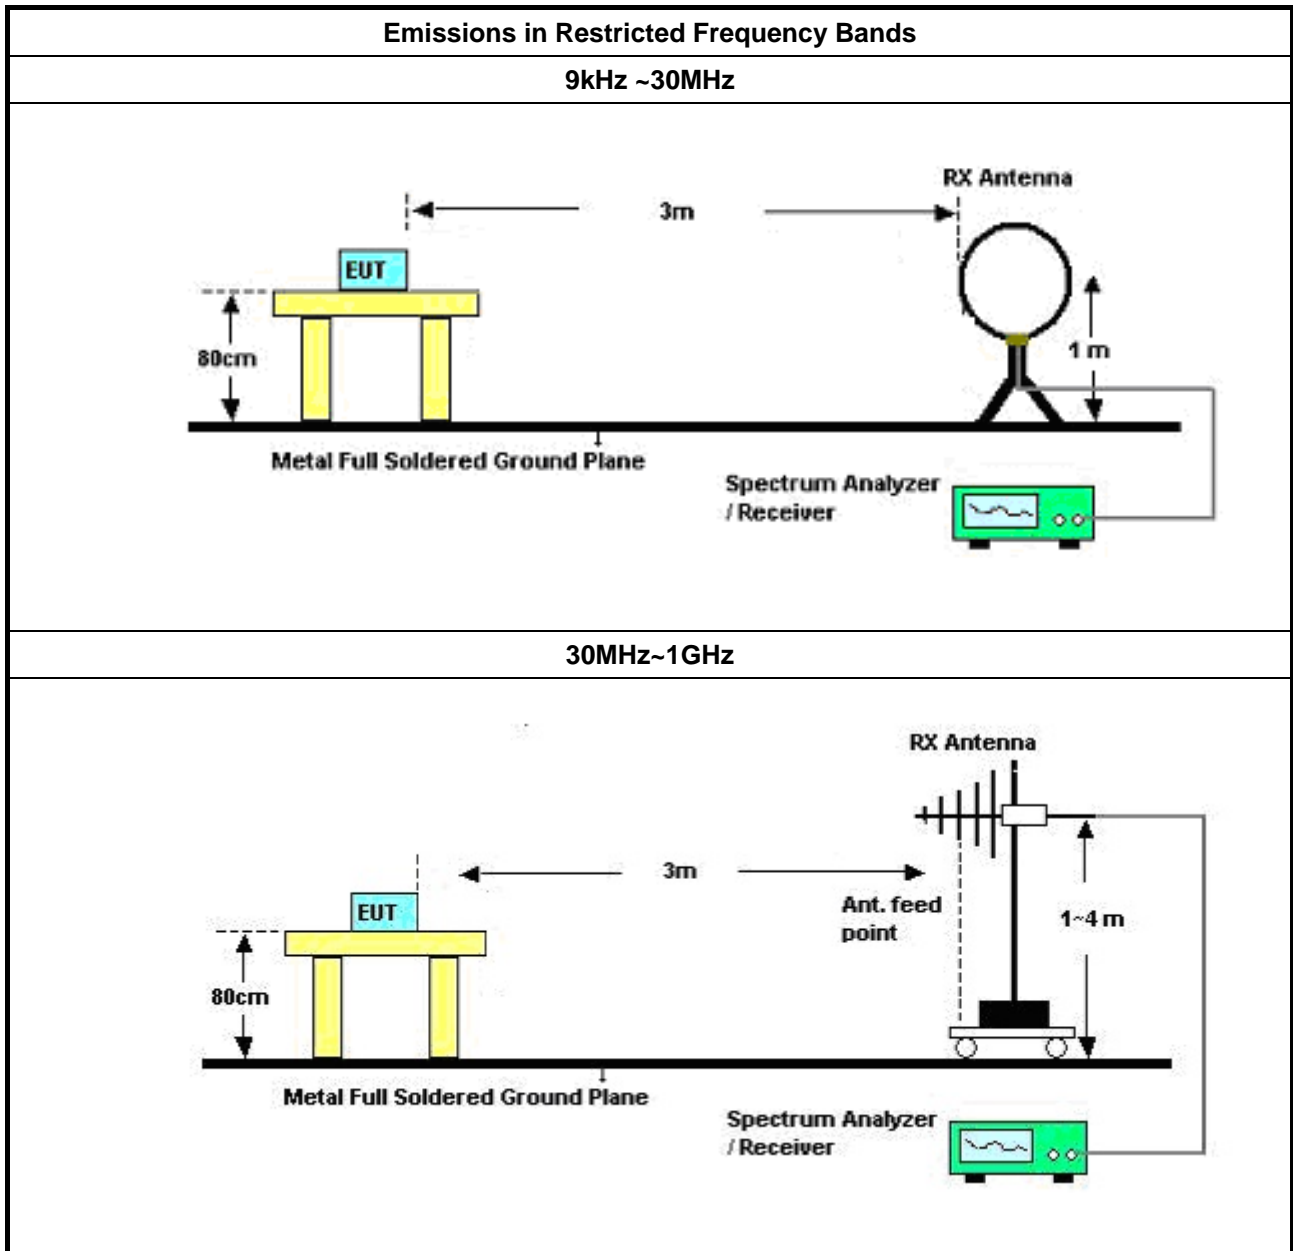 Emissions in Restricted Frequency Bands
9kHz ~30MHz
RX Antenna
3m
EUT
80cm
1 m
Metal Full Soldered Ground Plane
Spectrum Analyzer
/ Receiver
30MHz~1GHz
RX Antenna
3m
Ant. feed
point
EUT
1~4 m
80cm
Metal Full Soldered Ground Plane
Spectrum Analyzer
/ Receiver